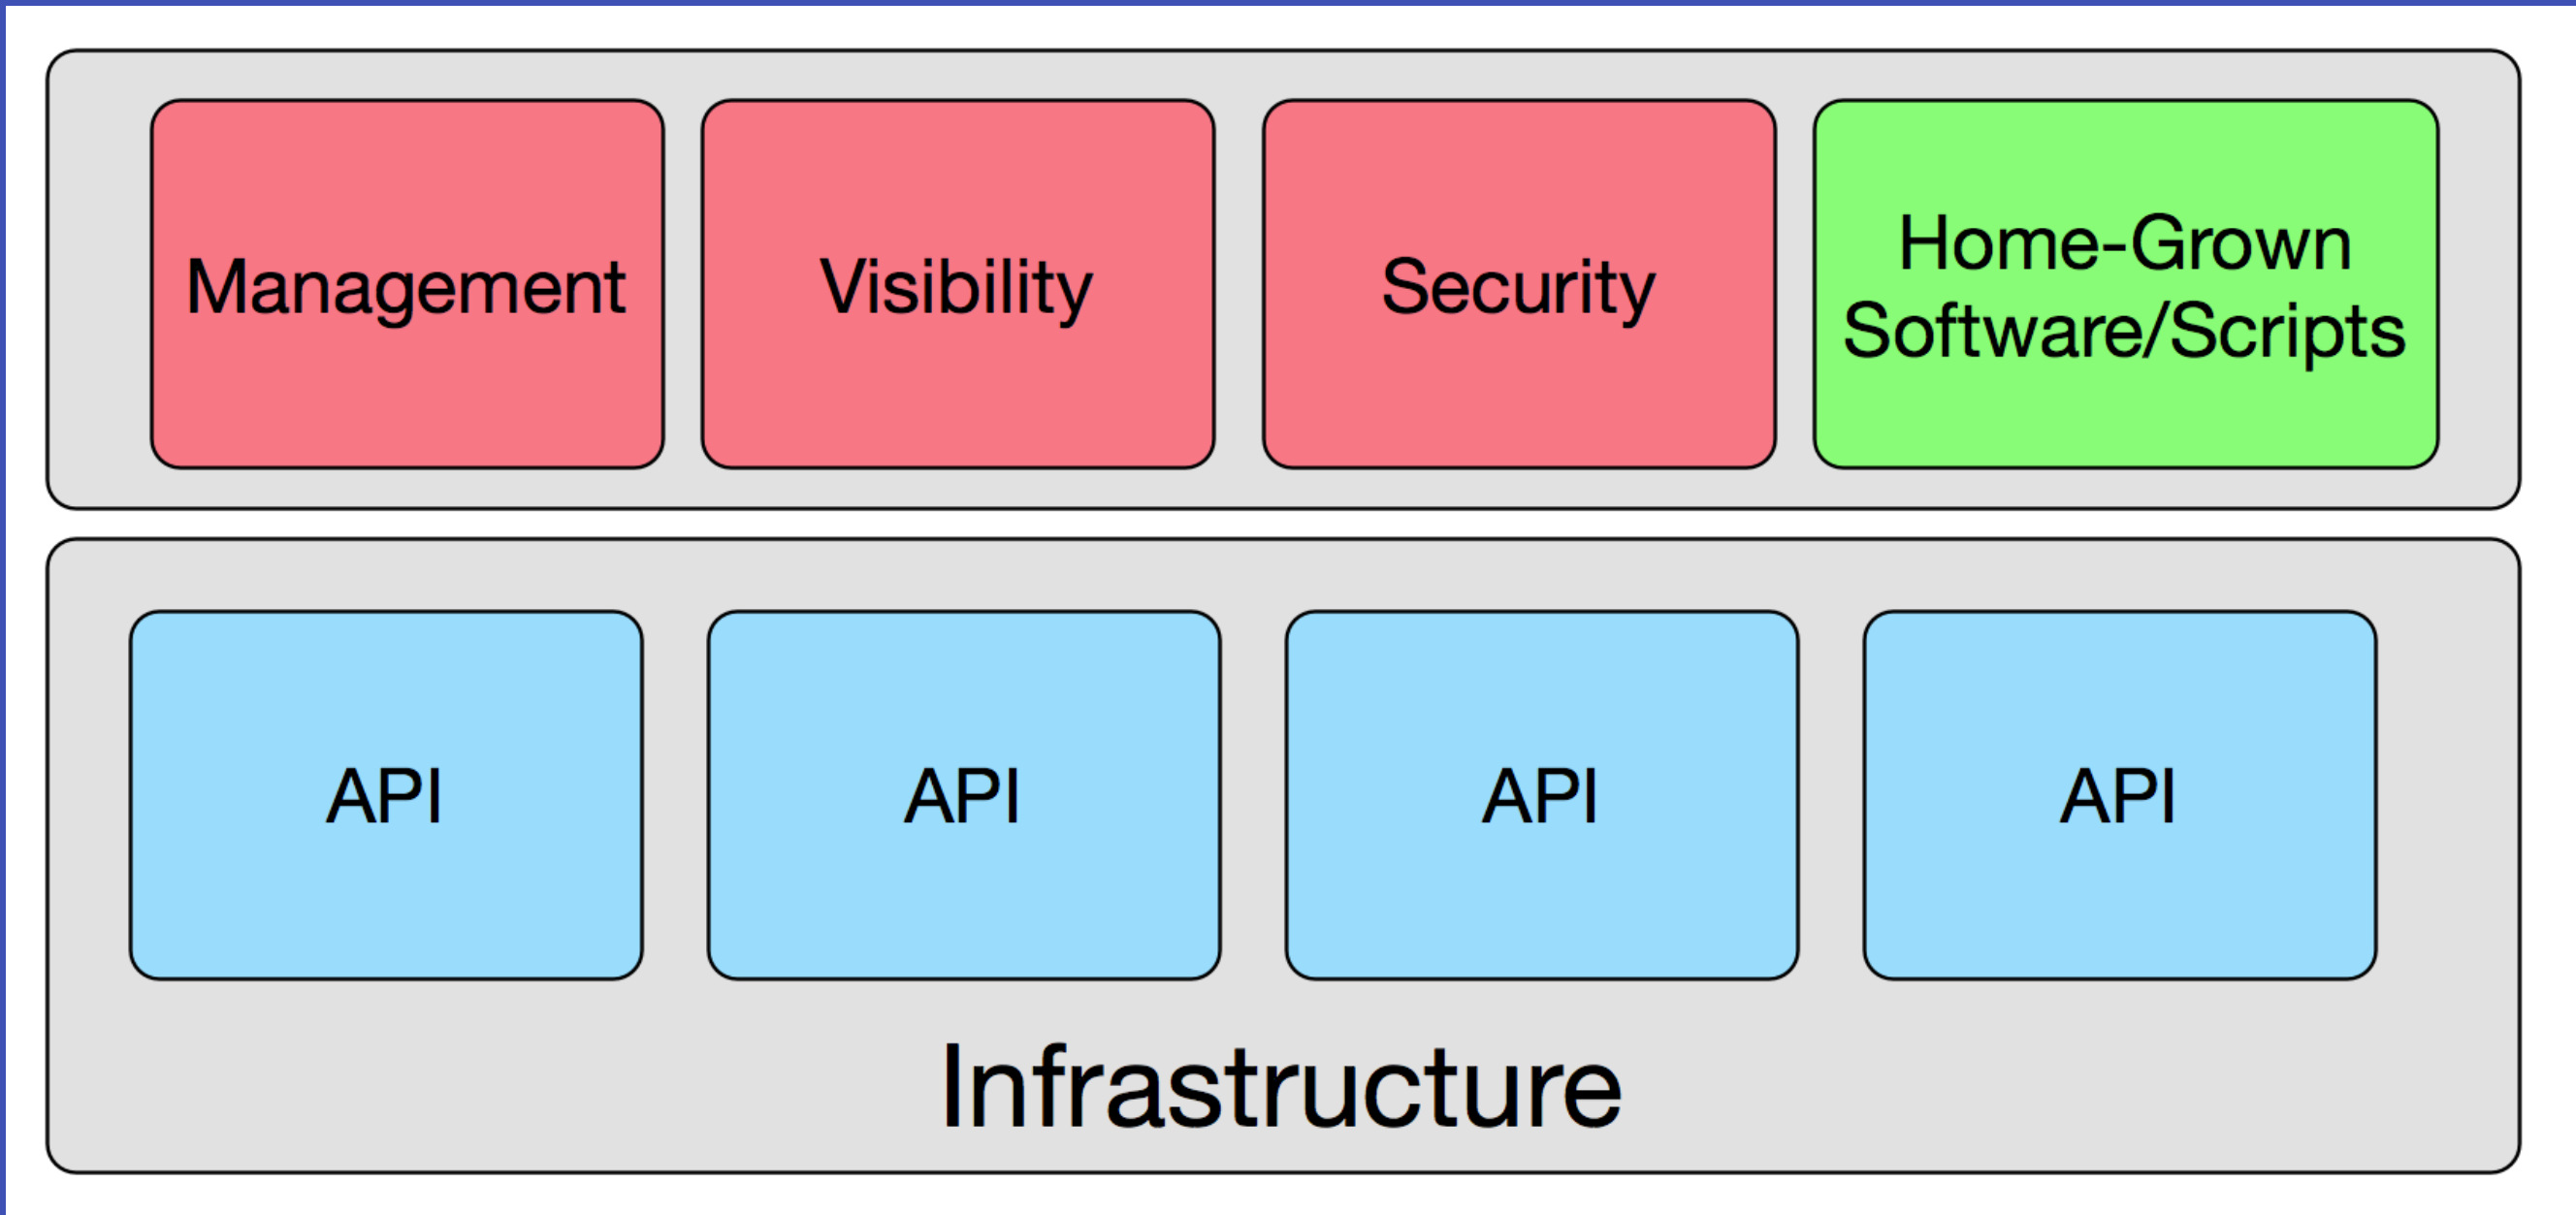 Management
Visibility
Security
Home-Grown
Software/Scripts
API
API
API
API
Infrastructure